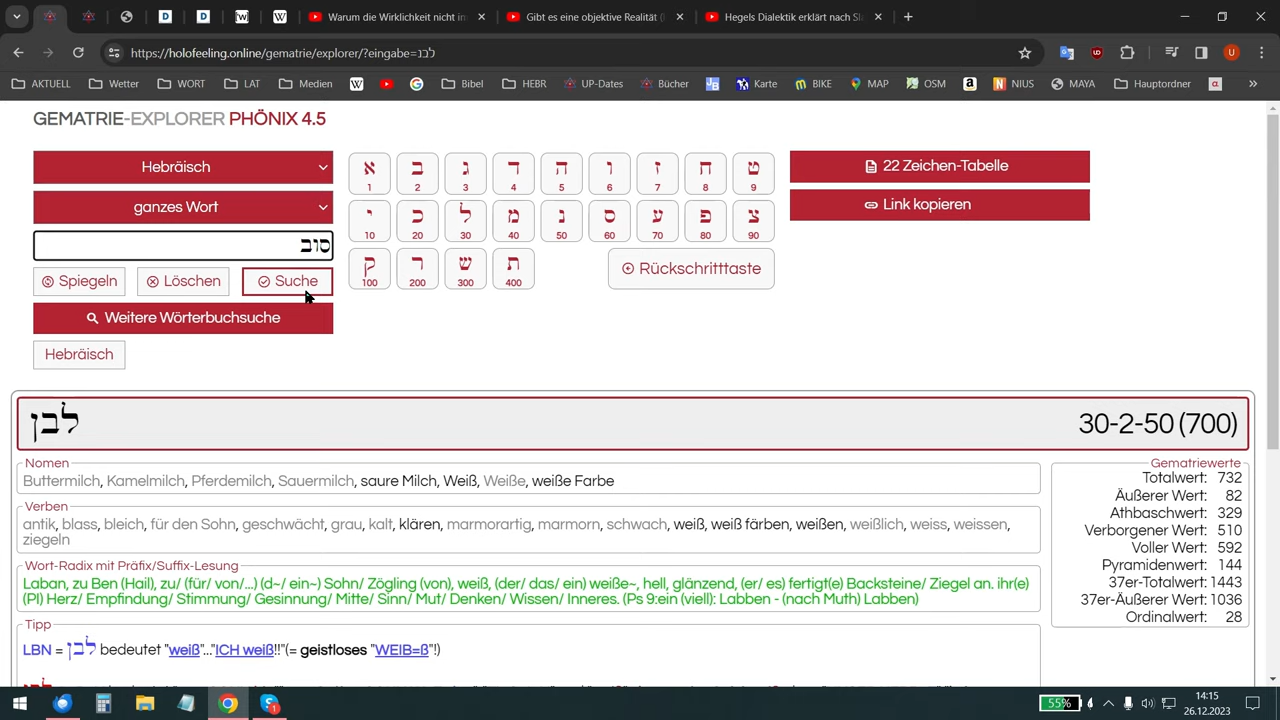 Warum die Wirklichkeit nicht im
Gibt es eine objektive Realität (
Hegels Dialektik erklärt nach Sl
https://holofeeling.online/gematrie/explorer/?eingabe=לבן
U
AKTUELL Wetter WORT LAT Medien Bibel HEBR UP-Dates Bücher Karte BIKE MAP OSM NIUS MAYA Hauptordner
GEMATRIE-EXPLORER PHÖNIX 4.5
Hebräisch
ganzes Wort
סוב
Spiegeln Löschen Suche
Weitere Wörterbuchsuche
Hebräisch
א ב ג ד ה ו ז ח ט
1 2 3 4 5 6 7 8 9
י כ ל מ נ ס ע פ צ
10 20 30 40 50 60 70 80 90
ק ר ש ת
100 200 300 400
Rückschritttaste
22 Zeichen-Tabelle
Link kopieren
לבן 30-2-50 (700)
Nomen
Buttermilch, Kamelmilch, Pferdemilch, Sauermilch, saure Milch, Weiß, Weiße, weiße Farbe
Verben
antik, blass, bleich, für den Sohn, geschwächt, grau, kalt, klären, marmorartig, marmorn, schwach, weiß, weiß färben, weißen, weißlich, weiss, weissen,
ziegeln
Wort-Radix mit Präfix/Suffix-Lesung
Laban, zu Ben (Hail), zu/ (für/ von/...) (d~/ ein~) Sohn/ Zögling (von), weiß, (der/ das/ ein) weiße~, hell, glänzend, (er/ es) fertigt(e) Backsteine/ Ziegel an. ihr(e)
(Pl) Herz/ Empfindung/ Stimmung/ Gesinnung/ Mitte/ Sinn/ Mut/ Denken/ Wissen/ Inneres. (Ps 9:ein (viell): Labben - (nach Muth) Labben)
Tipp
LBN = לבן bedeutet "weiß"..."ICH weiß!!"(= geistloses "WEIB=ß"!)
Gematriewerte
Totalwert: 732
Äußerer Wert: 82
Athbaschwert: 329
Verborgener Wert: 510
Voller Wert: 592
Pyramidenwert: 144
37er-Totalwert: 1443
37er-Äußerer Wert: 1036
Ordinalwert: 28
55%
14:15
26.12.2023